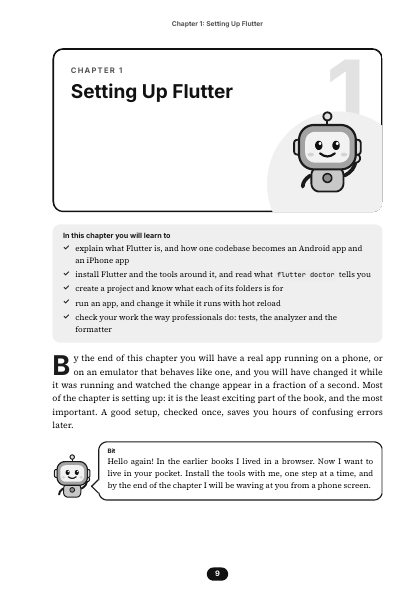 Chapter 1: Setting Up Flutter
CHAPTER 1
1
Setting Up Flutter
In this chapter you will learn to
✓ explain what Flutter is, and how one codebase becomes an Android app and
an iPhone app
✓ install Flutter and the tools around it, and read what flutter doctor tells you
✓ create a project and know what each of its folders is for
✓ run an app, and change it while it runs with hot reload
✓ check your work the way professionals do: tests, the analyzer and the
formatter
By the end of this chapter you will have a real app running on a phone, or
on an emulator that behaves like one, and you will have changed it while
it was running and watched the change appear in a fraction of a second. Most
of the chapter is setting up: it is the least exciting part of the book, and the most
important. A good setup, checked once, saves you hours of confusing errors
later.
Bit
Hello again! In the earlier books I lived in a browser. Now I want to
live in your pocket. Install the tools with me, one step at a time, and
by the end of the chapter I will be waving at you from a phone screen.
9